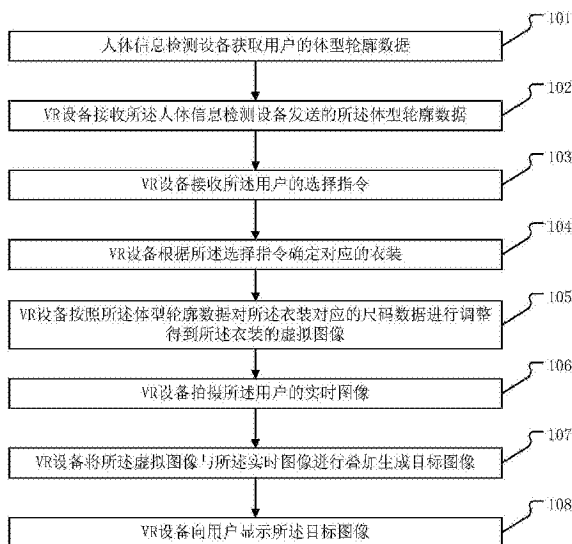 101
人体信息检测设备获取用户的体型轮廓数据
102
VR设备接收所述人体信息检测设备发送的所述体型轮廓数据
103
VR设备接收所述用户的选择指令
104
VR设备根据所述选择指令确定对应的衣装
105
VR设备按照所述体型轮廓数据对所述衣装对应的尺码数据进行调整
得到所述衣装的虚拟图像
106
VR设备拍摄所述用户的实时图像
107
VR设备将所述虚拟图像与所述实时图像进行叠加生成目标图像
108
VR设备向用户显示所述目标图像